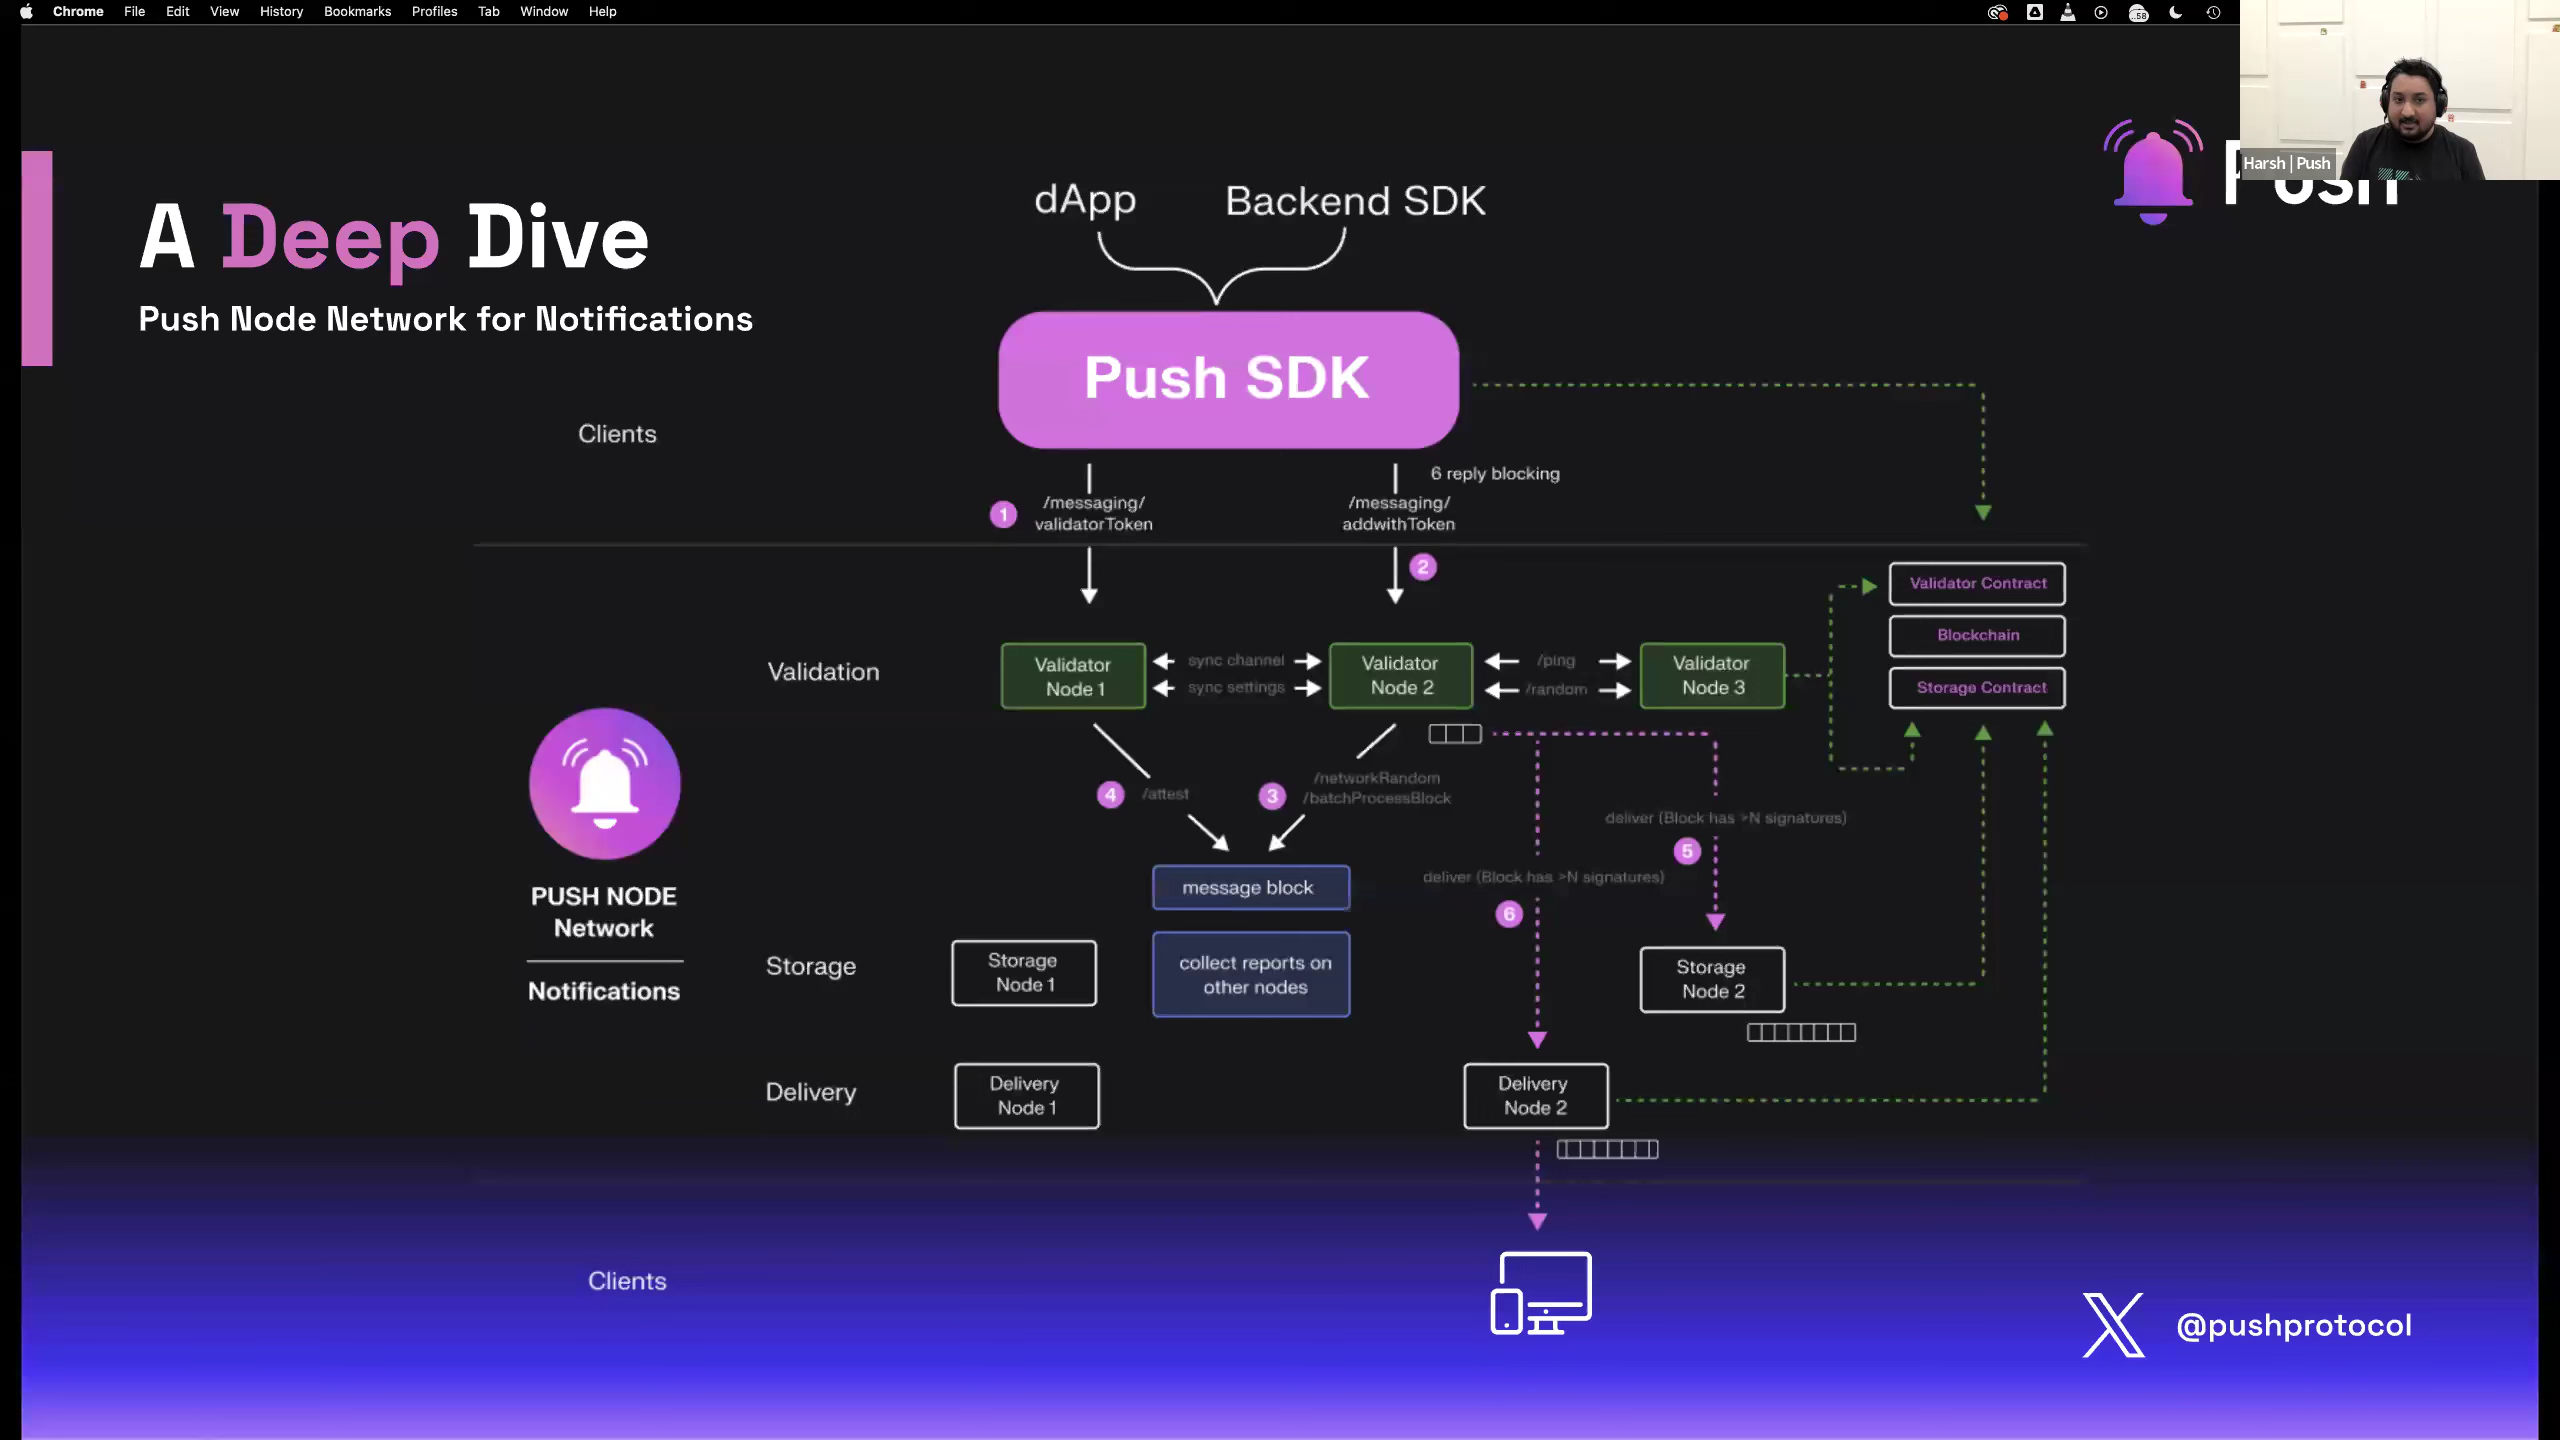 Chrome File Edit View History Bookmarks Profiles Tab Window Help
Harsh | Push
Push
A Deep Dive
Push Node Network for Notifications
dApp
Backend SDK
Push SDK
Clients
6 reply blocking
1
/messaging/
validatorToken
/messaging/
addwithToken
2
Validation
Validator
Node 1
sync channel
sync settings
Validator
Node 2
/ping
/random
Validator
Node 3
Validator Contract
Blockchain
Storage Contract
4
/attest
3
/networkRandom
/batchProcessBlock
deliver (Block has >N signatures)
5
deliver (Block has >N signatures)
6
message block
collect reports on
other nodes
PUSH NODE
Network
Notifications
Storage
Storage
Node 1
Storage
Node 2
Delivery
Delivery
Node 1
Delivery
Node 2
Clients
@pushprotocol